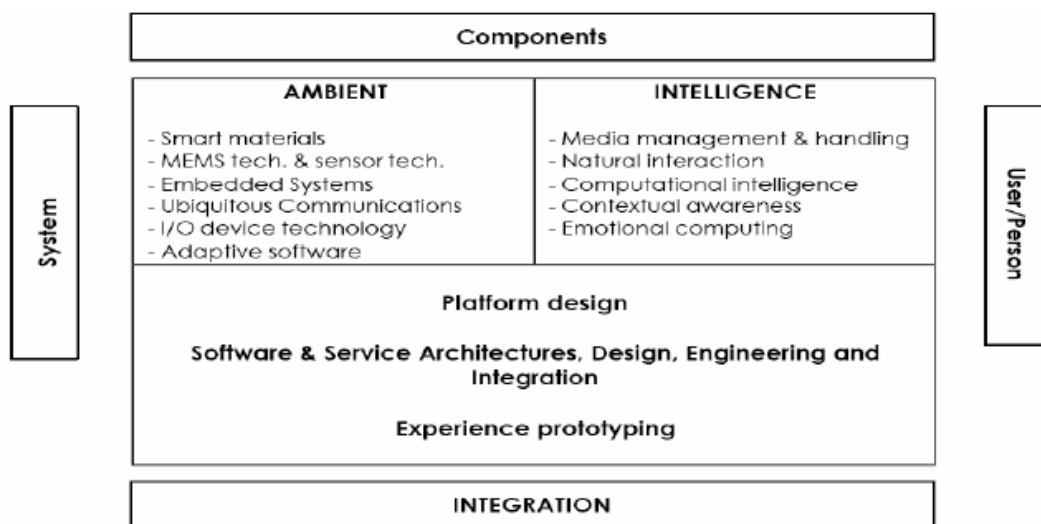 Components
AMBIENT
- Smart materials
- MEMS tech. & sensor tech.
- Embedded Systems
- Ubiquitous Communications
- I/O device technology
- Adaptive software
INTELLIGENCE
- Media management & handling
- Natural interaction
- Computational intelligence
- Contextual awareness
- Emotional computing
System
User/Person
Platform design
Software & Service Architectures, Design, Engineering and
Integration
Experience prototyping
INTEGRATION